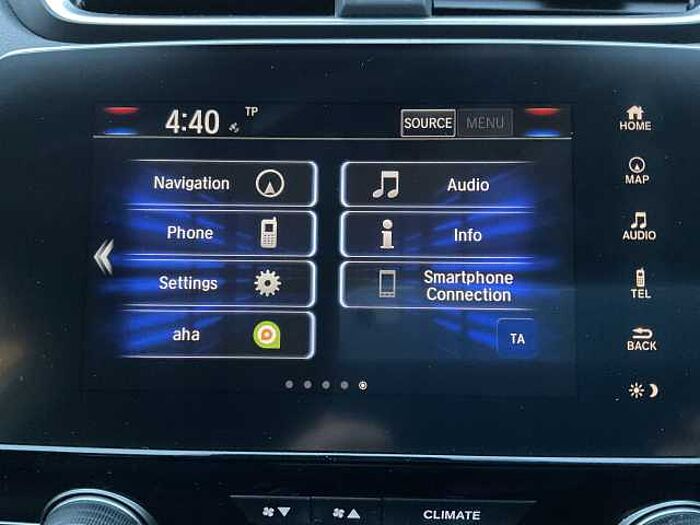 4:40 TP SOURCE MENU
Navigation
Audio
Phone
Info
Settings
Smartphone
Connection
aha
TA
HOME
MAP
AUDIO
TEL
BACK
CLIMATE